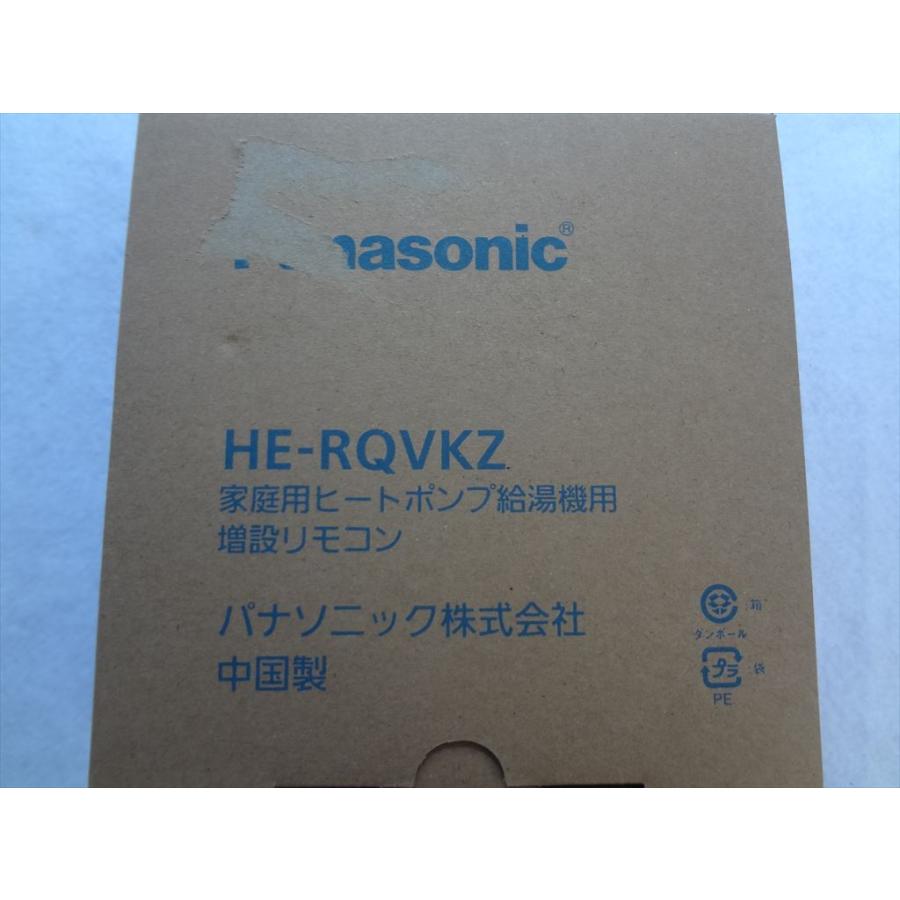 Panasonic®
HE-RQVKZ
家庭用ヒートポンプ給湯機用
増設リモコン
パナソニック株式会社
中国製
:箱
ダンボール
プラ :袋
PE